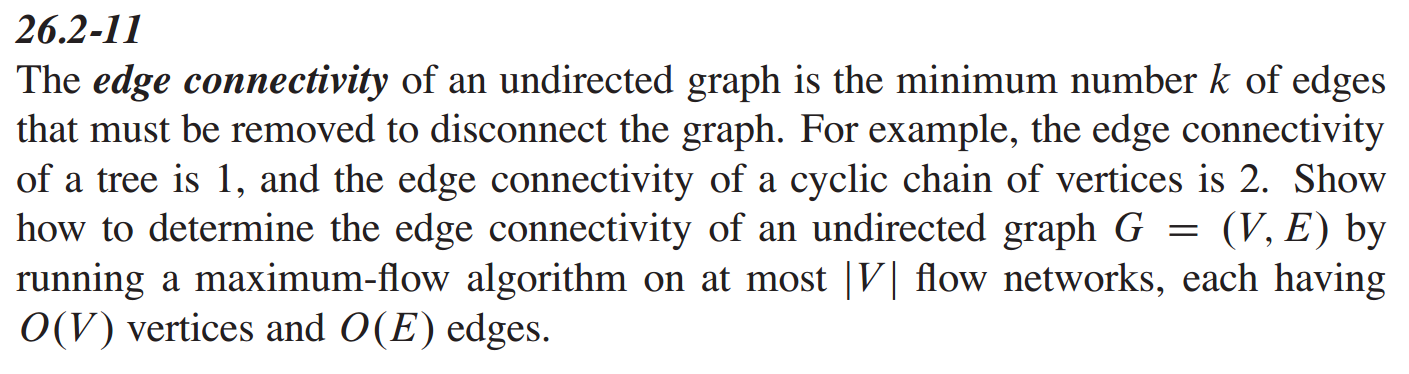 26.2-11
The edge connectivity of an undirected graph is the minimum number k of edges
that must be removed to disconnect the graph. For example, the edge connectivity
of a tree is 1, and the edge connectivity of a cyclic chain of vertices is 2. Show
how to determine the edge connectivity of an undirected graph G = (V, E) by
running a maximum-flow algorithm on at most |V| flow networks, each having
O(V) vertices and O(E) edges.